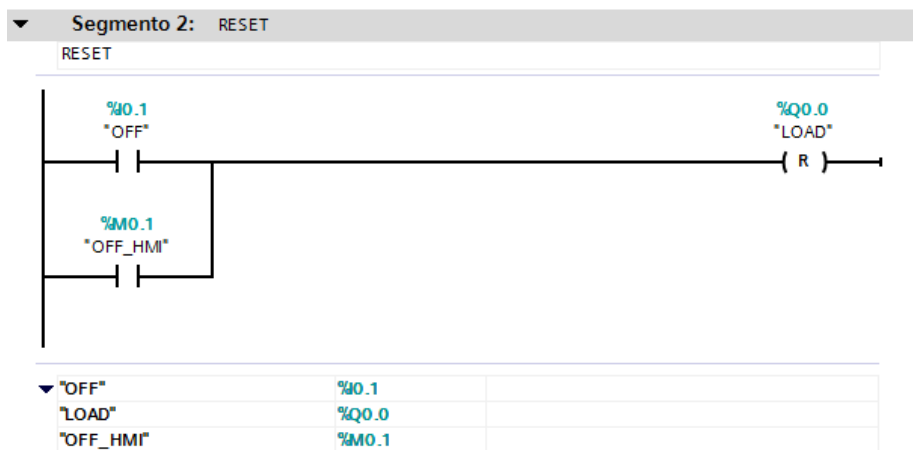 Segmento 2: RESET
RESET
%I0.1
"OFF"
%Q0.0
"LOAD"
R
%M0.1
"OFF_HMI"
"OFF" %I0.1
"LOAD" %Q0.0
"OFF_HMI" %M0.1